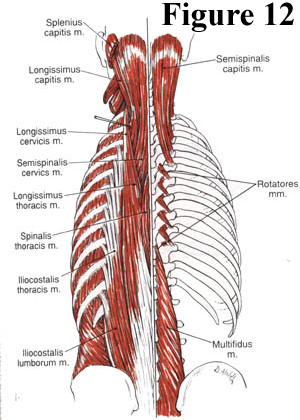 Figure 12
Splenius
capitis m.
Longissimus
capitis m.
Longissimus
cervicis m.
Semispinalis
cervics m.
Longissimus
thoracis m.
Spinalis
thoracis m.
Iliocostalis
thoracis m.
Iliocostalis
lumborum m.
Semispinalis
capitis m.
Rotatores
mm.
Multifidus
m.